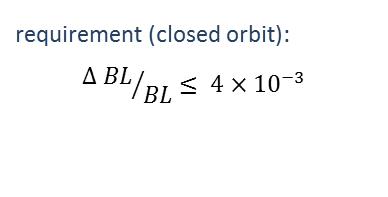 requirement (closed orbit):
Δ BL/BL ≤ 4 × 10⁻³